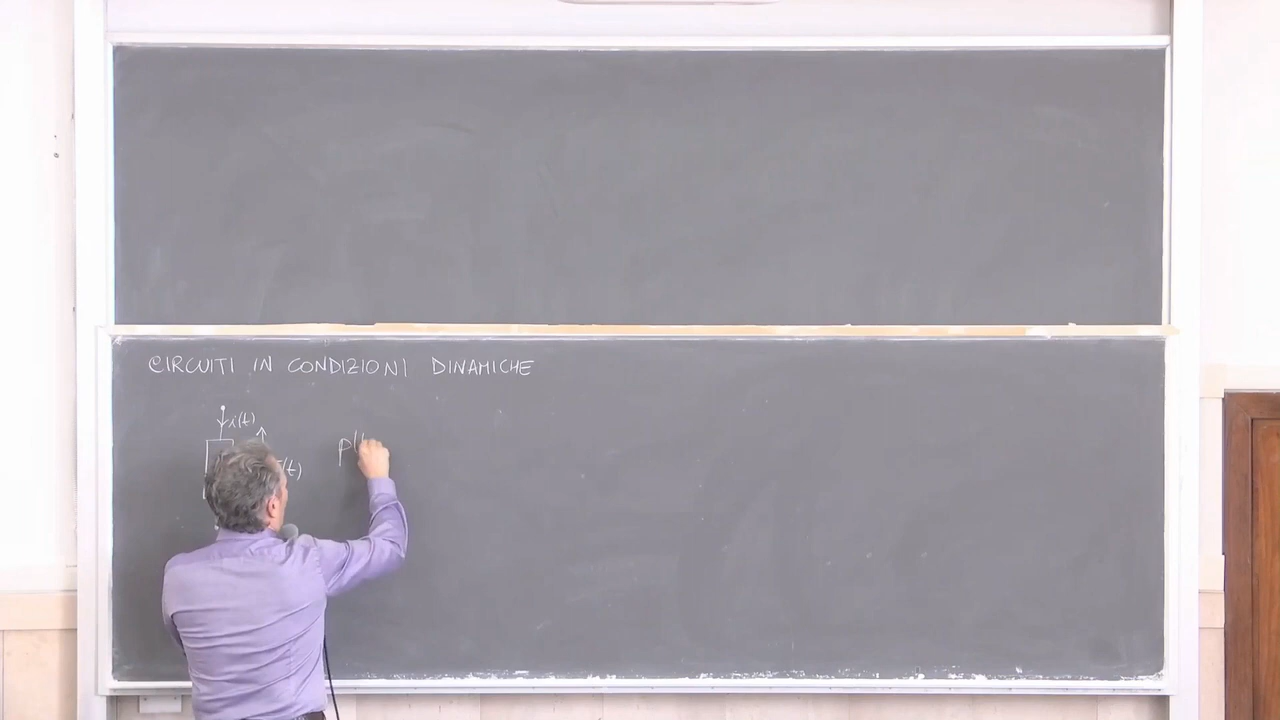 CIRCUITI IN CONDIZIONI DINAMICHE
i(t)
(t)
p(